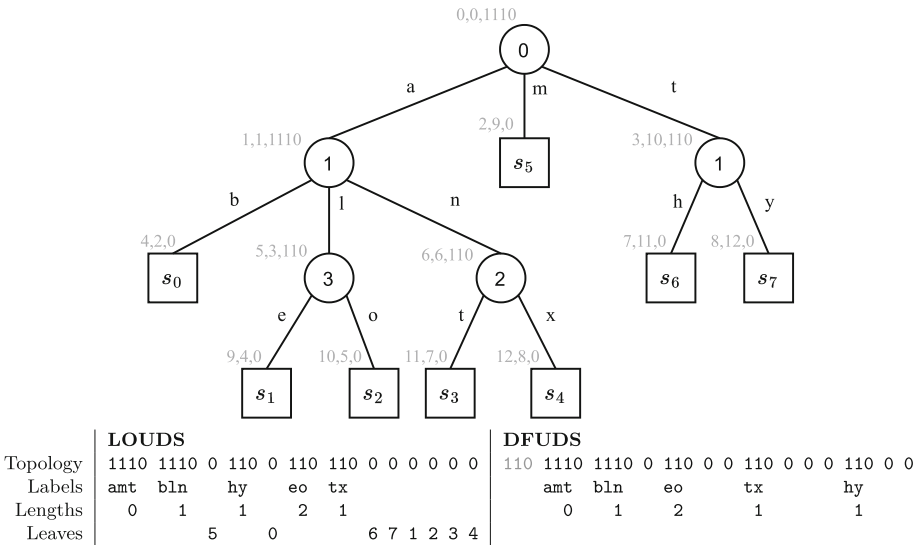 0,0,1110
0
a m t
1,1,1110 2,9,0 3,10,110
1 s5 1
b l n h y
4,2,0 5,3,110 6,6,110 7,11,0 8,12,0
s0 3 2 s6 s7
e o t x
9,4,0 10,5,0 11,7,0 12,8,0
s1 s2 s3 s4
LOUDS DFUDS
Topology 1110 1110 0 110 0 110 110 0 0 0 0 0 0 110 1110 1110 0 110 0 0 110 0 0 0 110 0 0
Labels amt bln hy eo tx amt bln eo tx hy
Lengths 0 1 1 2 1 0 1 2 1 1
Leaves 5 0 6 7 1 2 3 4